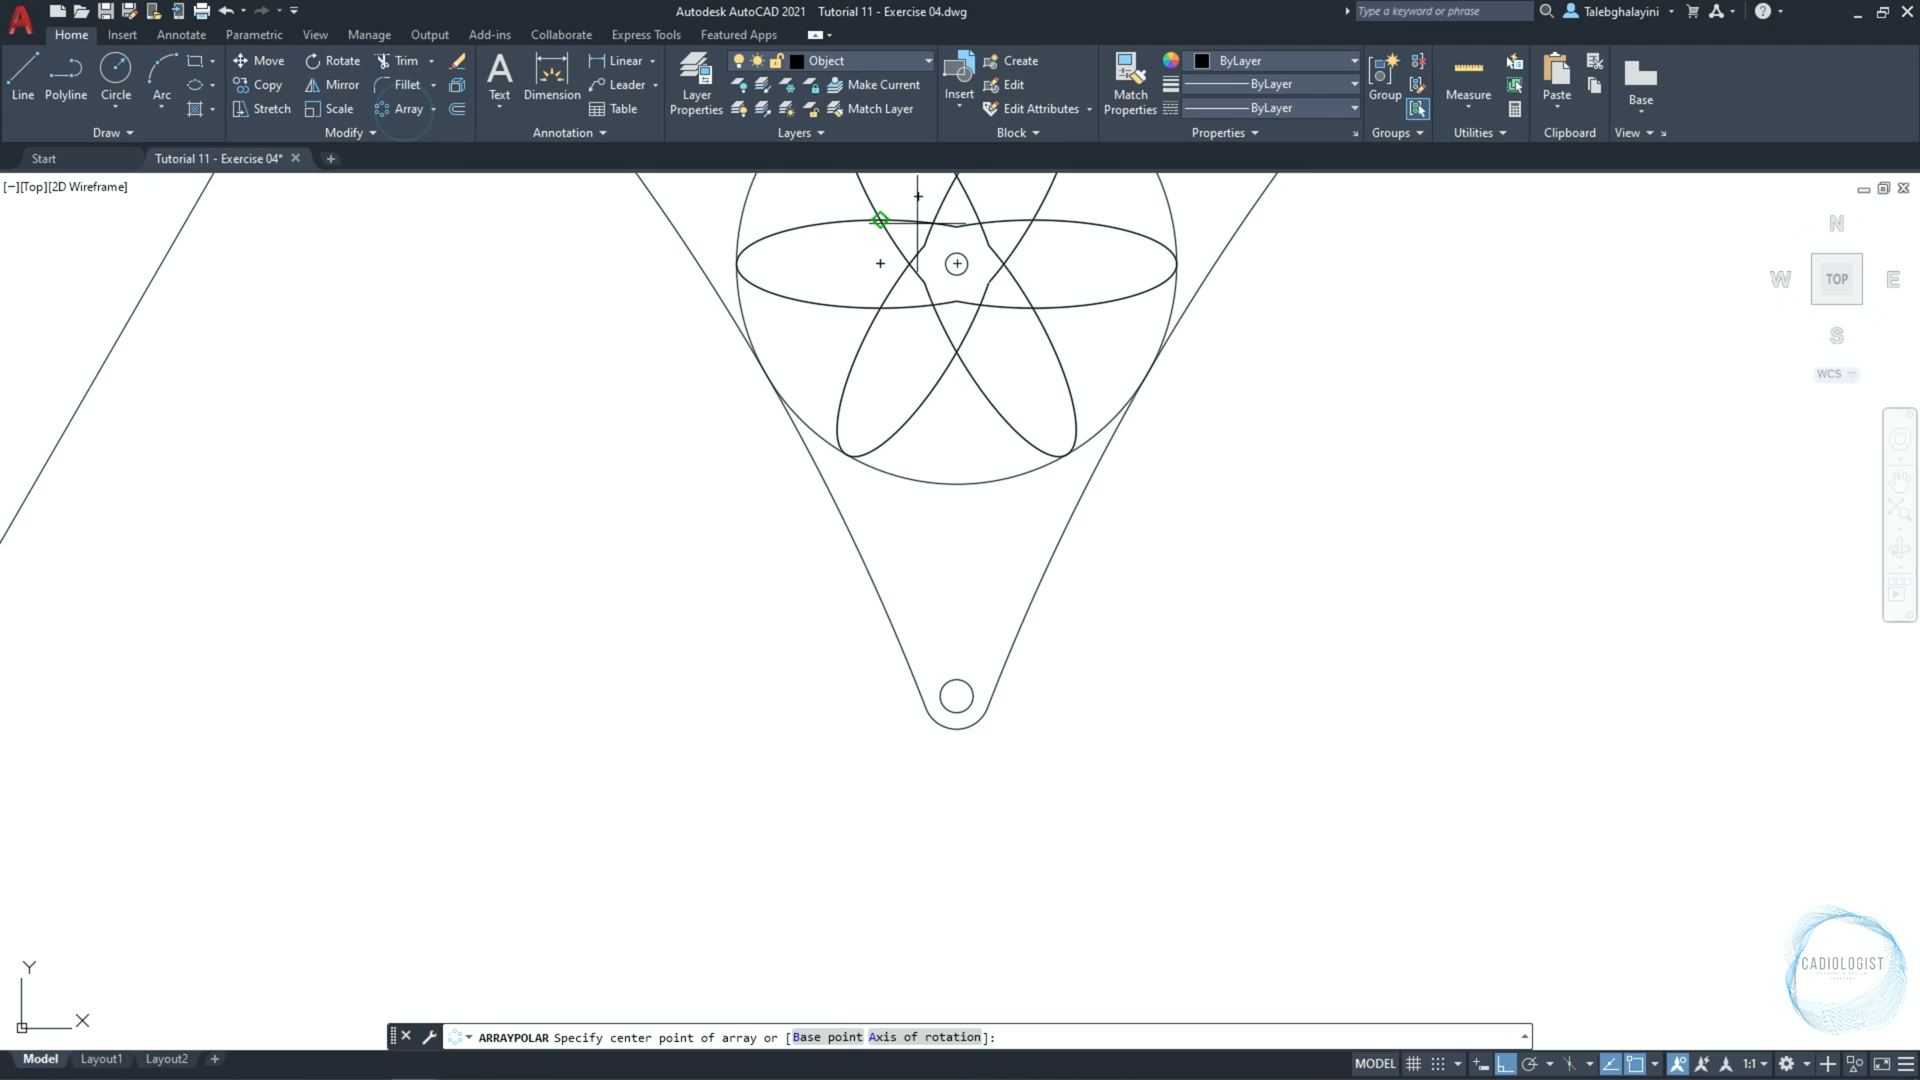 Autodesk AutoCAD 2021 Tutorial 11 - Exercise 04.dwg
Type a keyword or phrase
Talebghalayini
Home Insert Annotate Parametric View Manage Output Add-ins Collaborate Express Tools Featured Apps
Line Polyline Circle Arc
Move Rotate Trim
Copy Mirror Fillet
Stretch Scale Array
Text Dimension
Linear
Leader
Table
Layer Properties
Object
Make Current
Match Layer
Insert
Create
Edit
Edit Attributes
Match Properties
ByLayer
ByLayer
ByLayer
Group
Measure
Paste
Base
Draw Modify Annotation Layers Block Properties Groups Utilities Clipboard View
Start Tutorial 11 - Exercise 04*
[−][Top][2D Wireframe]
N
W TOP E
S
WCS
CADIOLOGIST
Y
X
ARRAYPOLAR Specify center point of array or [Base point Axis of rotation]:
Model Layout1 Layout2
MODEL 1:1